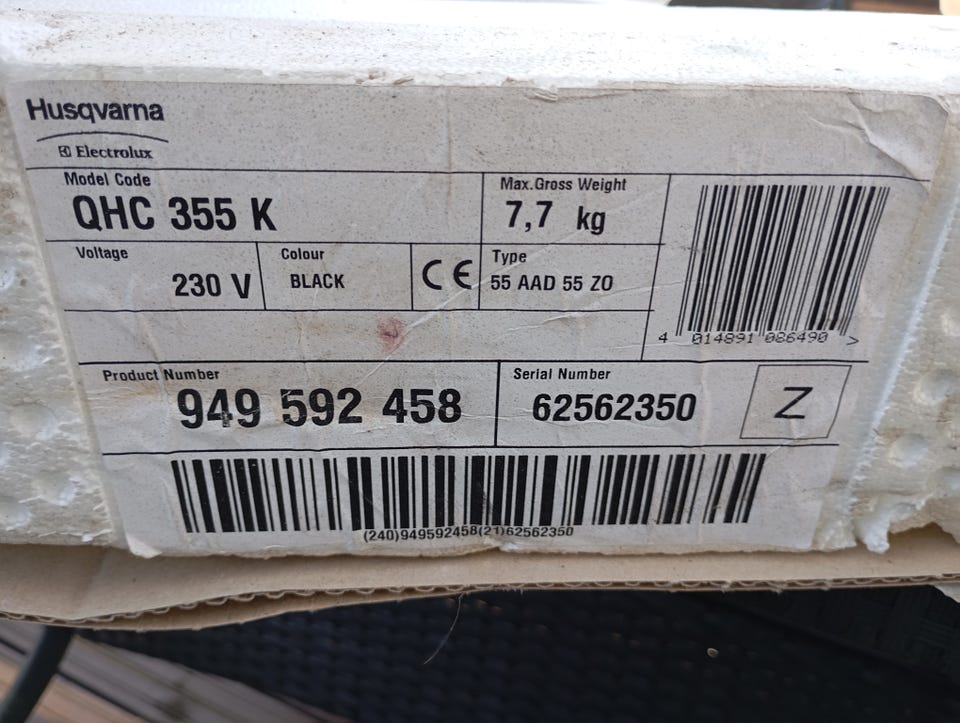 Husqvarna
Electrolux
Model Code
QHC 355 K
Max.Gross Weight
7,7 kg
Voltage
230 V
Colour
BLACK
CE
Type
55 AAD 55 ZO
4 014891 086490 >
Product Number
949 592 458
Serial Number
62562350
Z
(240)949592458(21)62562350